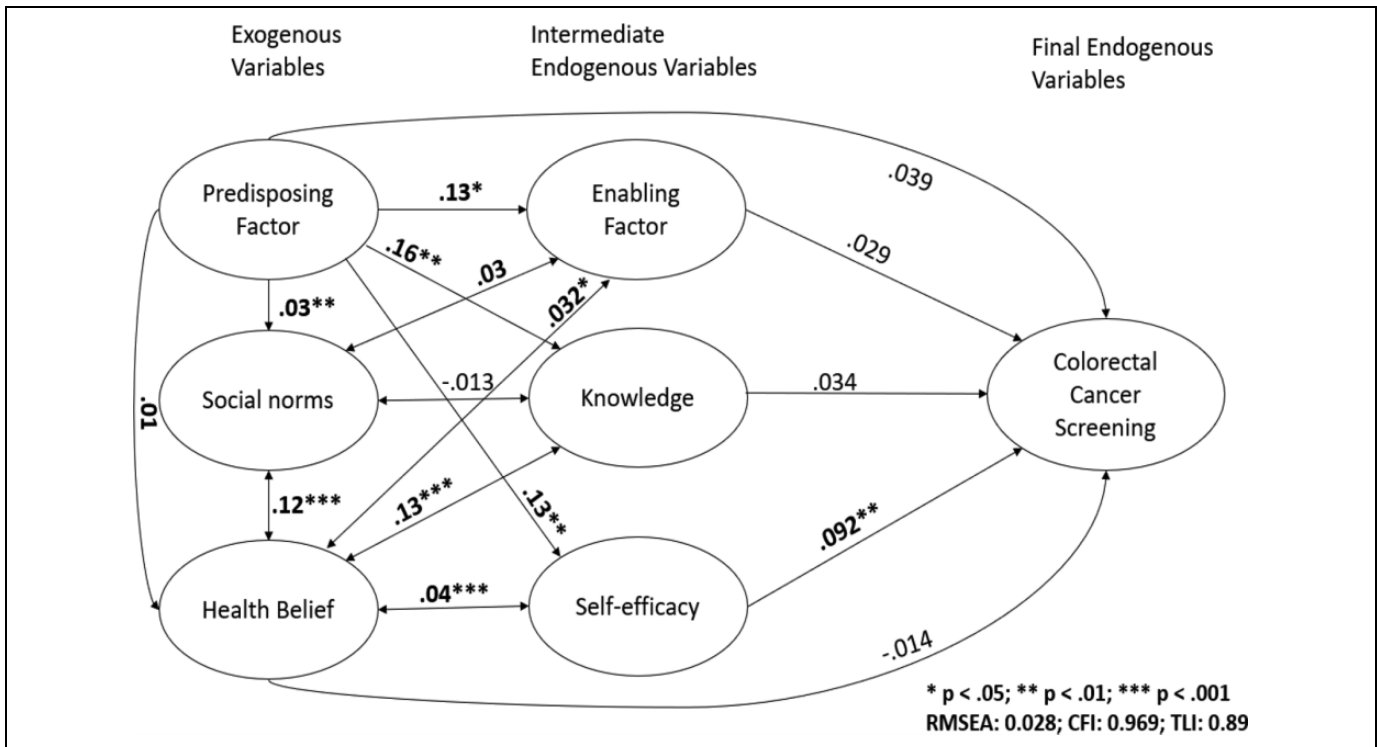 Exogenous
Variables
Intermediate
Endogenous Variables
Final Endogenous
Variables
Predisposing
Factor
.13*
Enabling
Factor
.039
.16**
.03
.029
.032*
.03**
Social norms
-.013
Knowledge
.034
Colorectal
Cancer
Screening
.01
.12***
.13***
.13**
.092**
Health Belief
.04***
Self-efficacy
-.014
* p < .05; ** p < .01; *** p < .001
RMSEA: 0.028; CFI: 0.969; TLI: 0.89